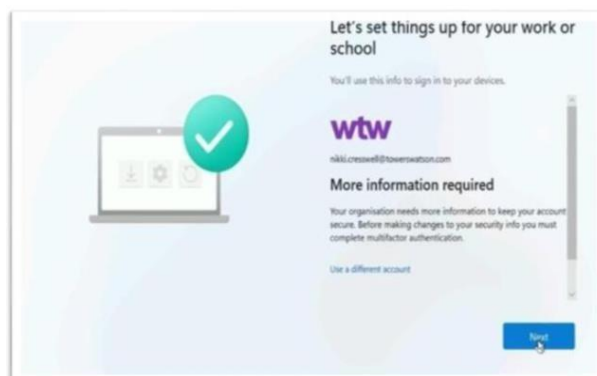 Let's set things up for your work or
school
You'll use this info to sign in to your devices.
wtw
nikki.cresswell@towerswatson.com
More information required
Your organisation needs more information to keep your account
secure. Before making changes to your security info you must
complete multifactor authentication.
Use a different account
Next